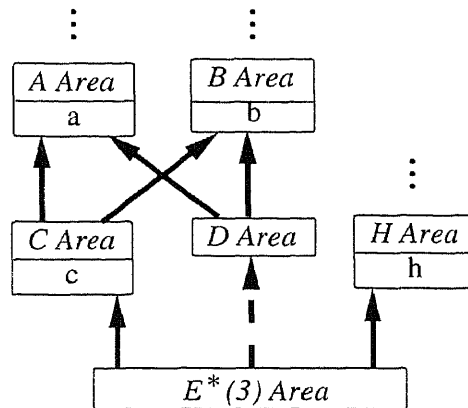 A Area
a
B Area
b
C Area
c
D Area
H Area
h
E* (3) Area